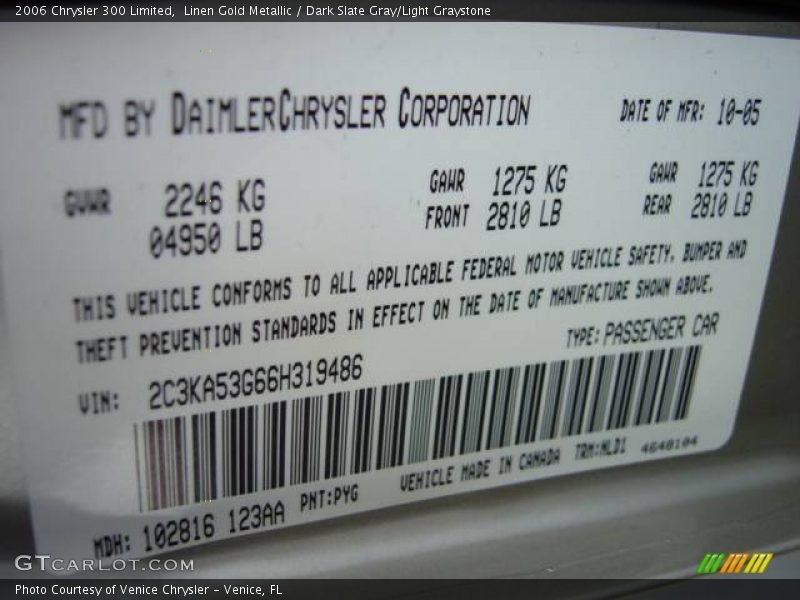 2006 Chrysler 300 Limited,  Linen Gold Metallic / Dark Slate Gray/Light Graystone
MFD BY DAIMLERCHRYSLER CORPORATION DATE OF MFR: 10-05
GVWR 2246 KG GAWR 1275 KG GAWR 1275 KG
04950 LB FRONT 2810 LB REAR 2810 LB
THIS VEHICLE CONFORMS TO ALL APPLICABLE FEDERAL MOTOR VEHICLE SAFETY, BUMPER AND
THEFT PREVENTION STANDARDS IN EFFECT ON THE DATE OF MANUFACTURE SHOWN ABOVE.
VIN: 2C3KA53G66H319486 TYPE: PASSENGER CAR
MDH: 102816 123AA PNT:PYG VEHICLE MADE IN CANADA TRM:MLD1 4648104
GTCARLOT.COM
Photo Courtesy of Venice Chrysler - Venice, FL